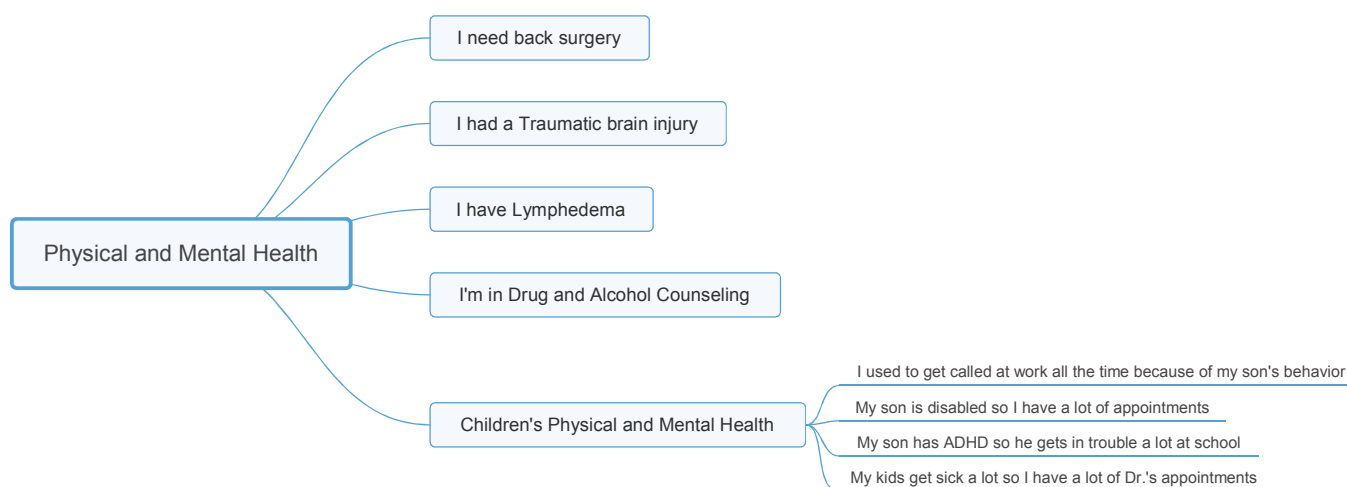 I need back surgery
I had a Traumatic brain injury
I have Lymphedema
Physical and Mental Health
I'm in Drug and Alcohol Counseling
I used to get called at work all the time because of my son's behavior
My son is disabled so I have a lot of appointments
Children's Physical and Mental Health
My son has ADHD so he gets in trouble a lot at school
My kids get sick a lot so I have a lot of Dr.'s appointments